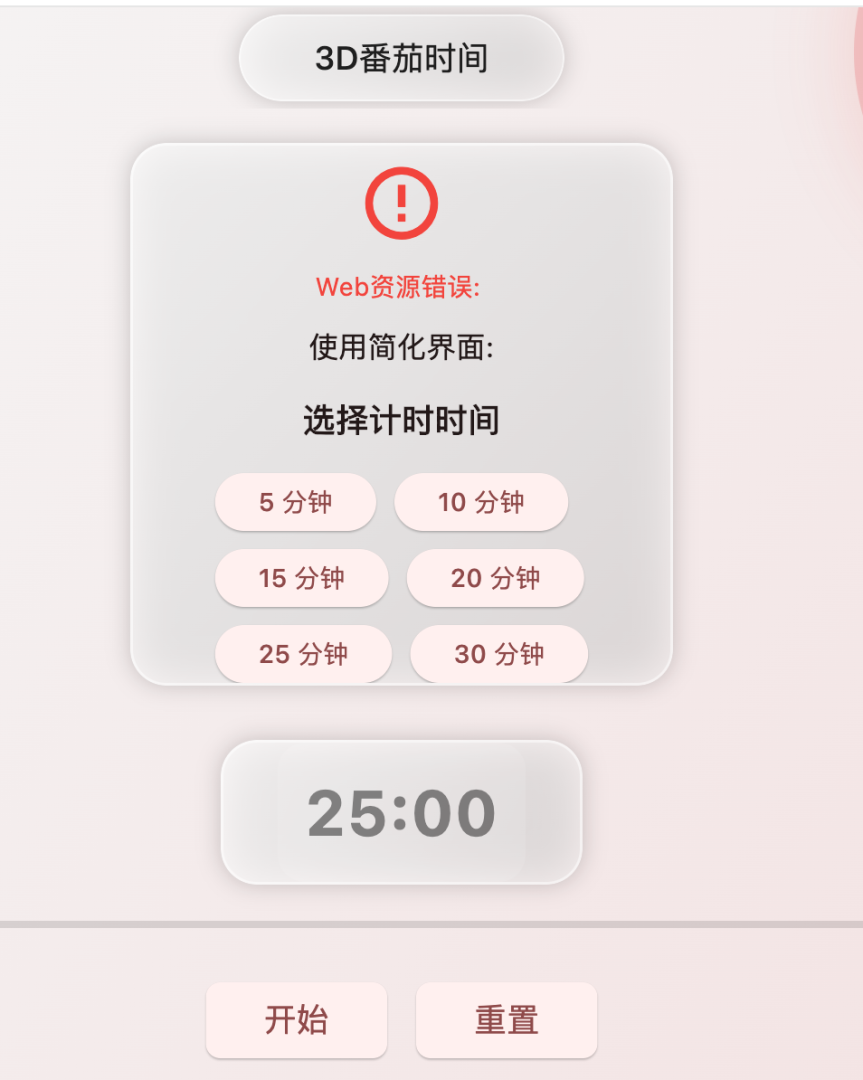 3D番茄时间
Web资源错误:
使用简化界面:
选择计时时间
5 分钟 10 分钟
15 分钟 20 分钟
25 分钟 30 分钟
25:00
开始 重置